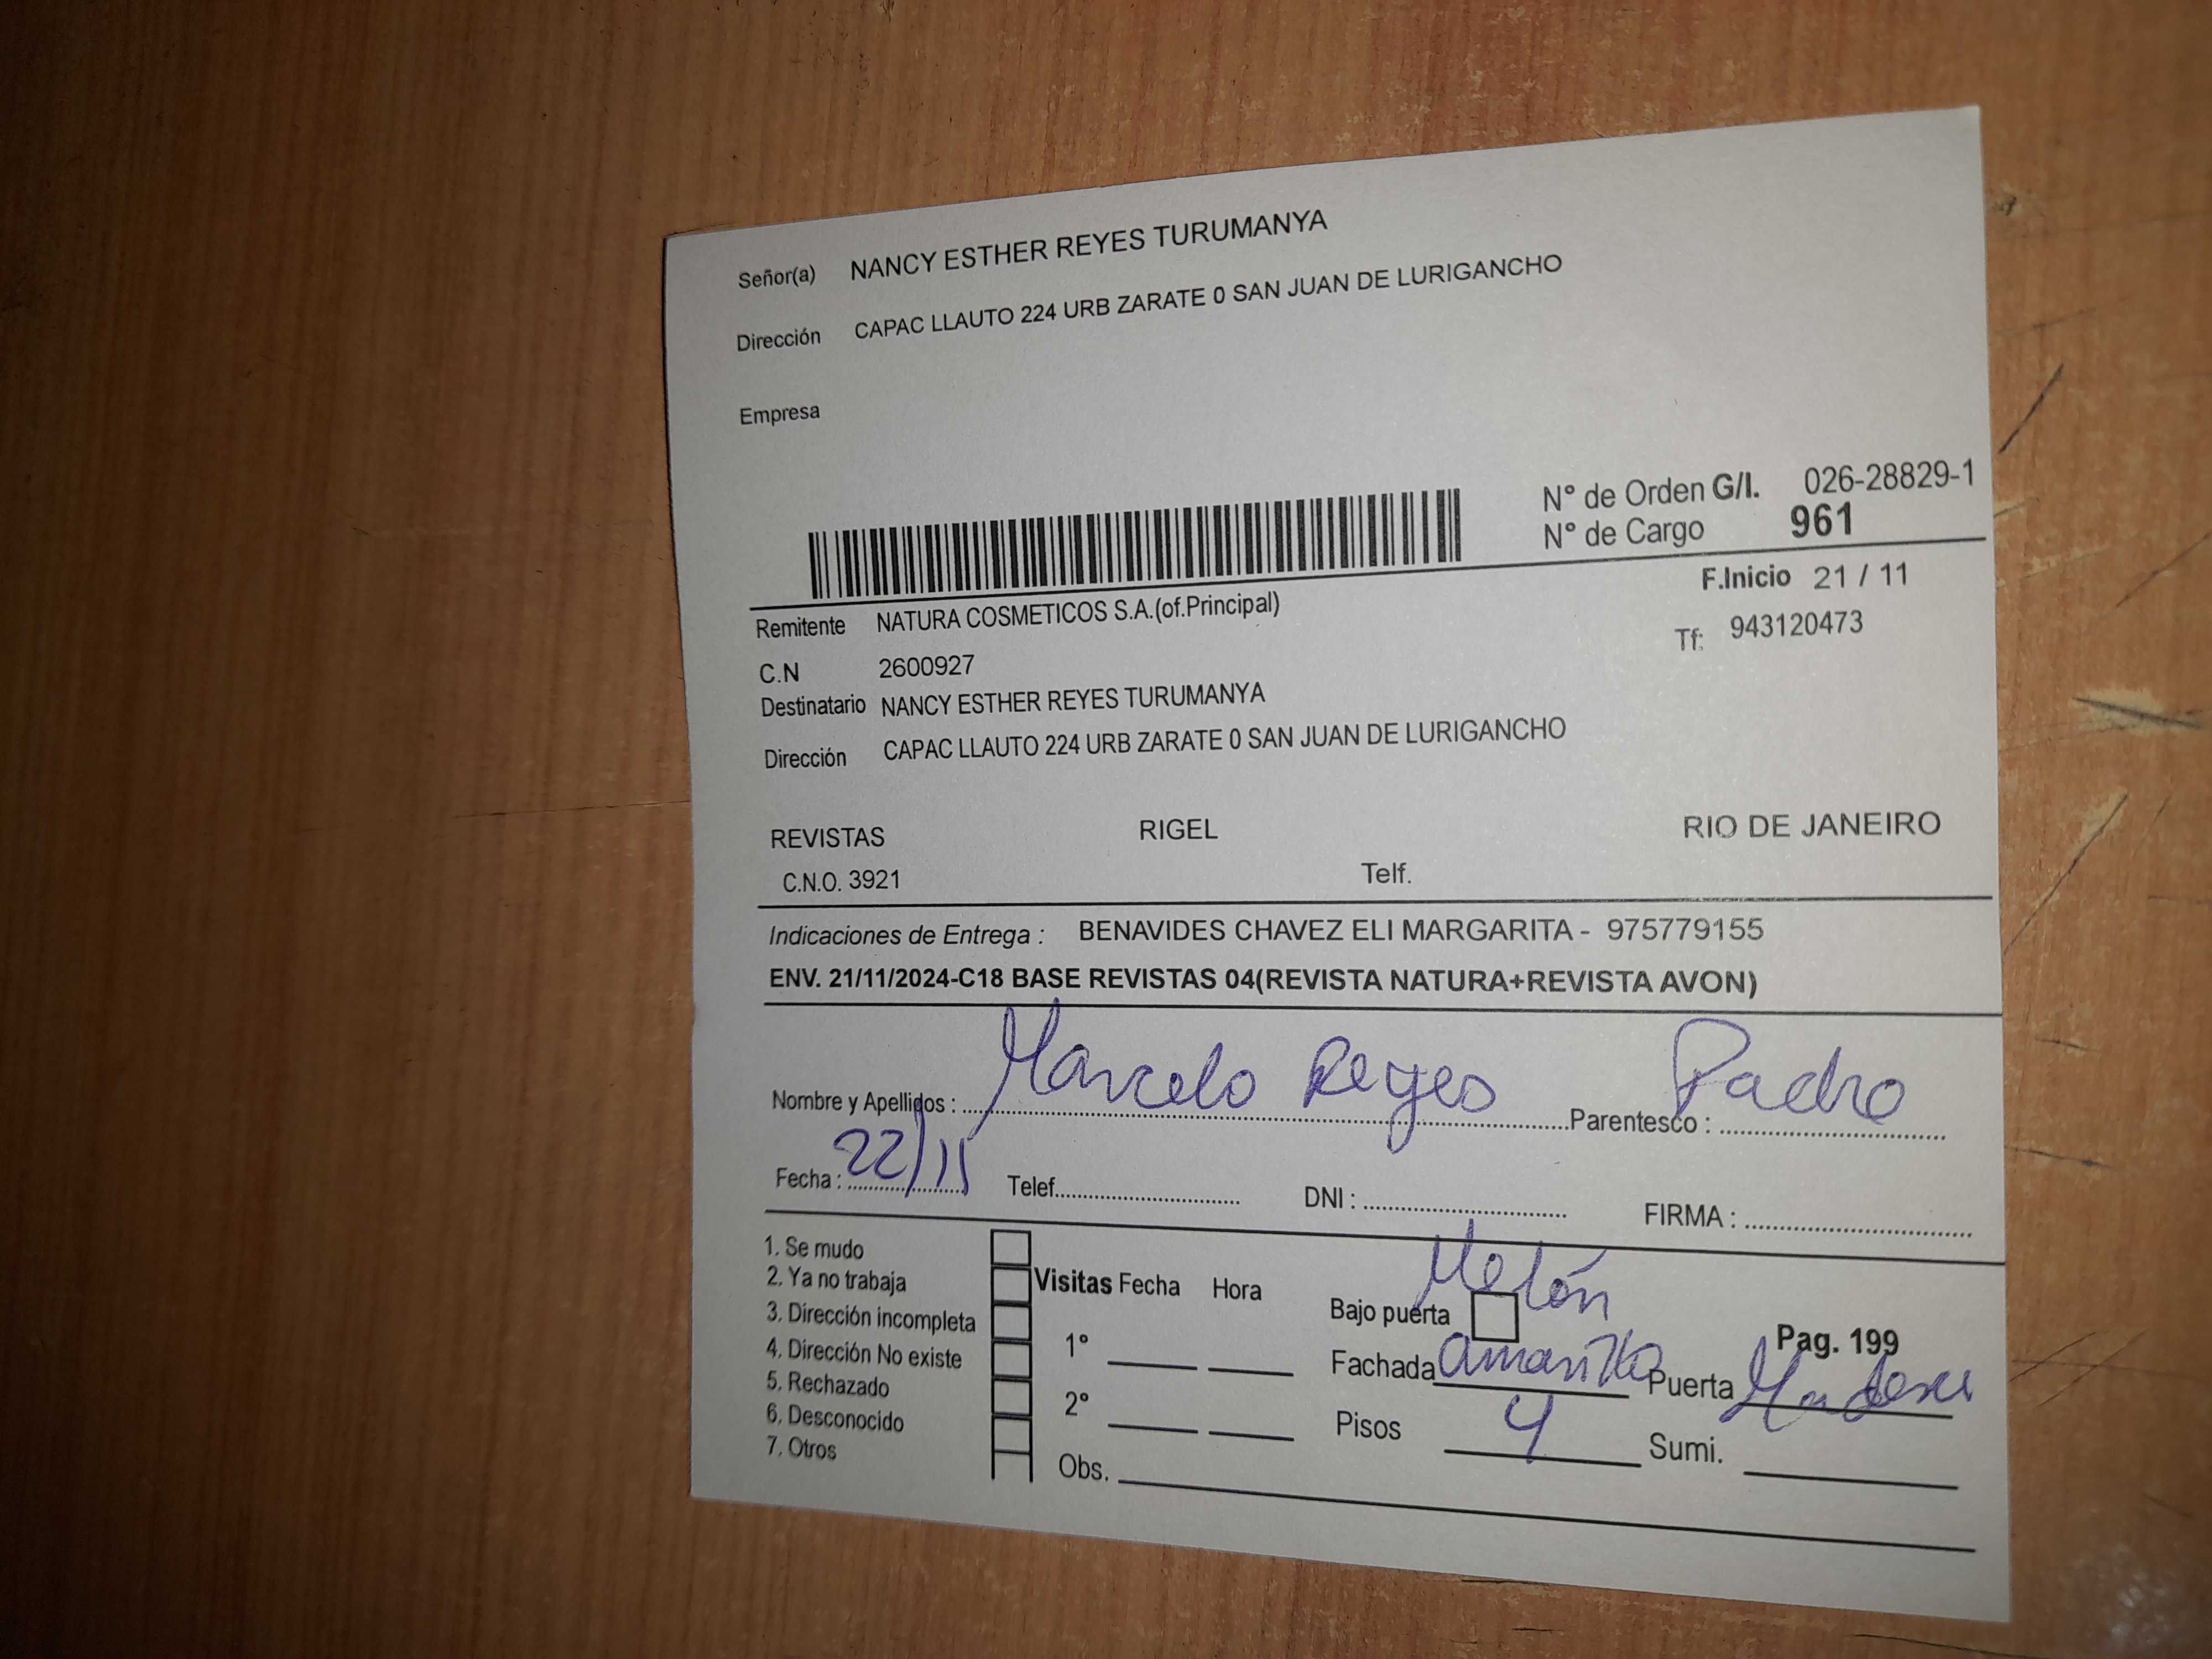 Señor(a) NANCY ESTHER REYES TURUMANYA
Dirección CAPAC LLAUTO 224 URB ZARATE 0 SAN JUAN DE LURIGANCHO
Empresa
N° de Orden G/I. 026-28829-1
N° de Cargo 961
F.Inicio 21 / 11
Remitente NATURA COSMETICOS S.A.(of.Principal)
Tf: 943120473
C.N 2600927
Destinatario NANCY ESTHER REYES TURUMANYA
Dirección CAPAC LLAUTO 224 URB ZARATE 0 SAN JUAN DE LURIGANCHO
REVISTAS RIGEL RIO DE JANEIRO
C.N.O. 3921 Telf.
Indicaciones de Entrega : BENAVIDES CHAVEZ ELI MARGARITA - 975779155
ENV. 21/11/2024-C18 BASE REVISTAS 04(REVISTA NATURA+REVISTA AVON)
Nombre y Apellidos : Marcelo Reyes Parentesco : Padre
Fecha : 22/11 Telef. DNI : FIRMA :
1. Se mudo
2. Ya no trabaja
3. Dirección incompleta
4. Dirección No existe
5. Rechazado
6. Desconocido
7. Otros
Visitas Fecha Hora
1°
2°
Obs.
Melón
Bajo puerta
Pag. 199
Fachada amarilla Puerta Madera
Pisos 4 Sumi.